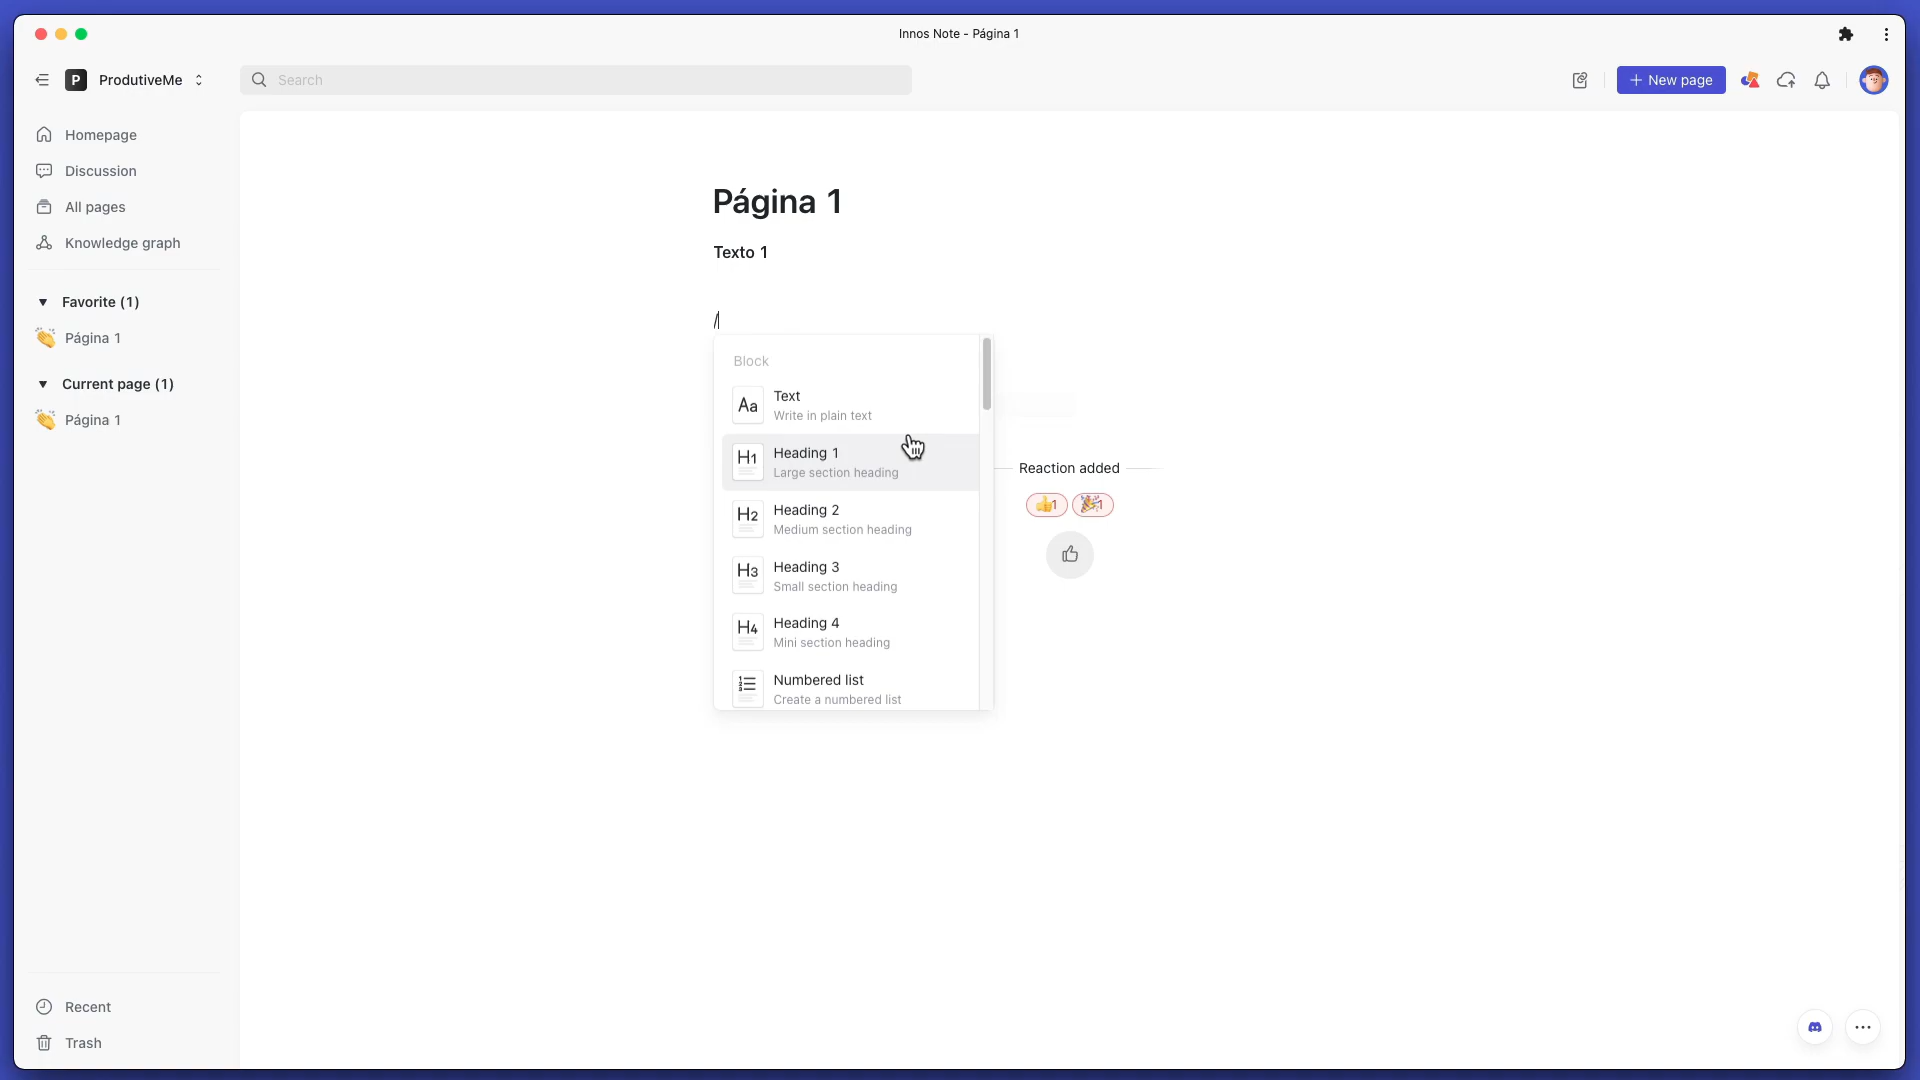 Innos Note - Página 1
P ProdutiveMe
Search
New page
Homepage
Discussion
All pages
Knowledge graph
Favorite (1)
Página 1
Current page (1)
Página 1
Recent
Trash
Página 1
Texto 1
/
Block
Aa Text
Write in plain text
H1 Heading 1
Large section heading
H2 Heading 2
Medium section heading
H3 Heading 3
Small section heading
H4 Heading 4
Mini section heading
Numbered list
Create a numbered list
Reaction added
1 1